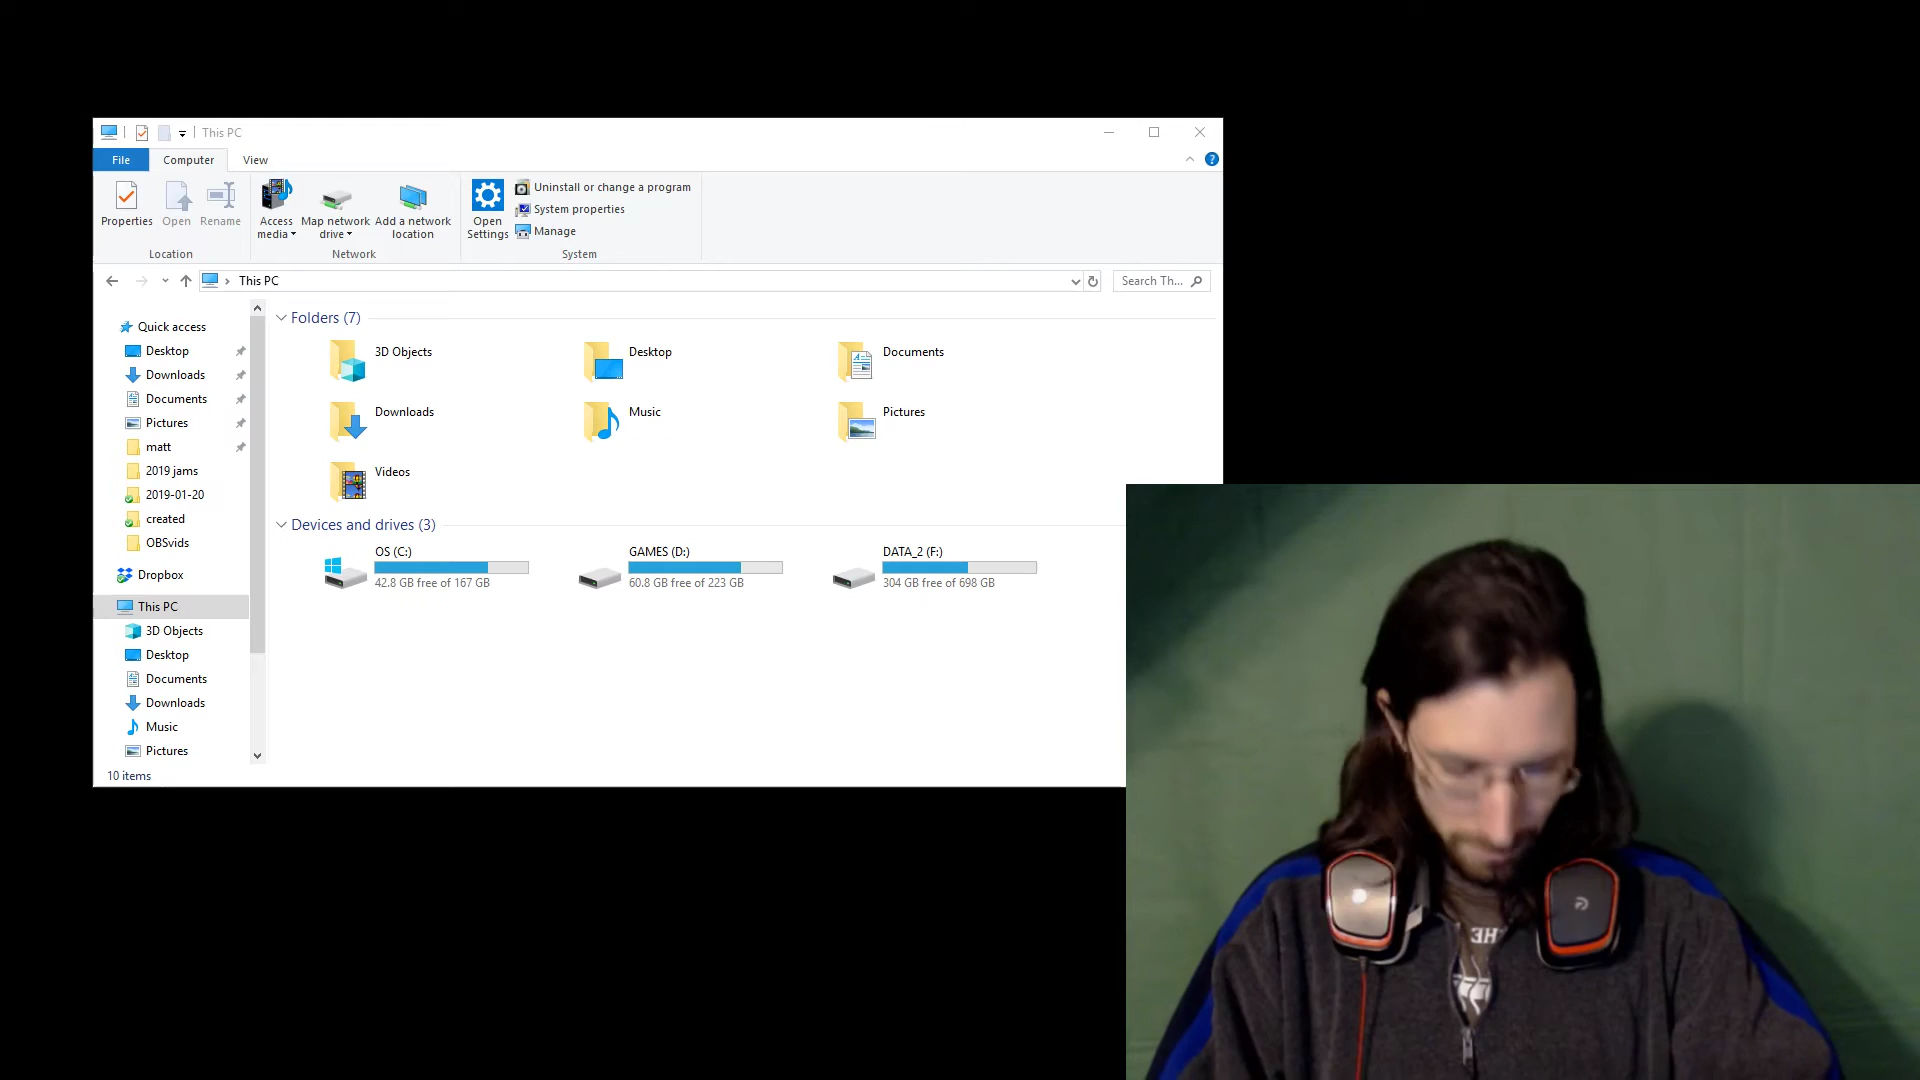 This PC
File Computer View
Properties Open Rename
Access media Map network drive Add a network location
Open Settings
Uninstall or change a program
System properties
Manage
Location Network System
This PC
Search Th...
Quick access
Desktop
Downloads
Documents
Pictures
matt
2019 jams
2019-01-20
created
OBSvids
Dropbox
This PC
3D Objects
Desktop
Documents
Downloads
Music
Pictures
Folders (7)
3D Objects Desktop Documents
Downloads Music Pictures
Videos
Devices and drives (3)
OS (C:) GAMES (D:) DATA_2 (F:)
42.8 GB free of 167 GB 60.8 GB free of 223 GB 304 GB free of 698 GB
10 items